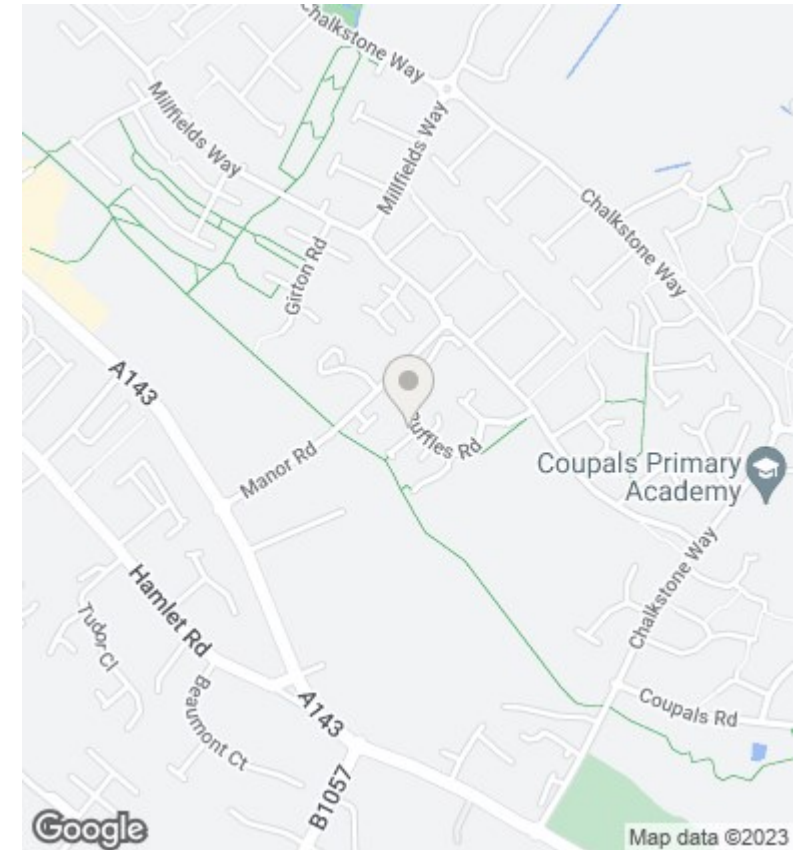 Chalkstone Way
Millfields Way
Millfields Way
Chalkstone Way
Girton Rd
A143
Ruffles Rd
Manor Rd
Coupals Primary
Academy
Chalkstone Way
Hamlet Rd
Tudor Cl
Beaumont Ct
A143
Coupals Rd
B1057
Google
Map data ©2023